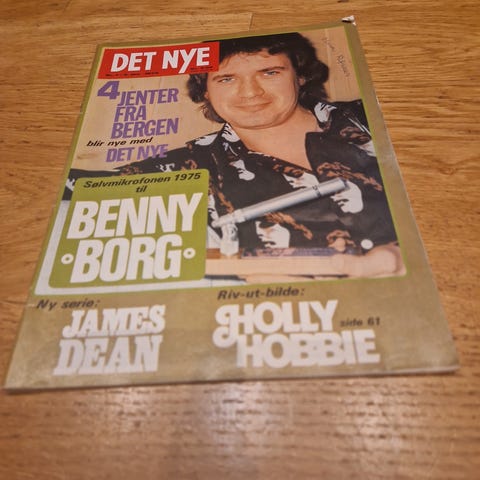 DET NYE
4 JENTER
FRA
BERGEN
blir nye med
DET NYE
Sølvmikrofonen 1975
til
BENNY
•BORG•
Ny serie:
JAMES
DEAN
Riv-ut-bilde:
HOLLY
HOBBIE
side 61